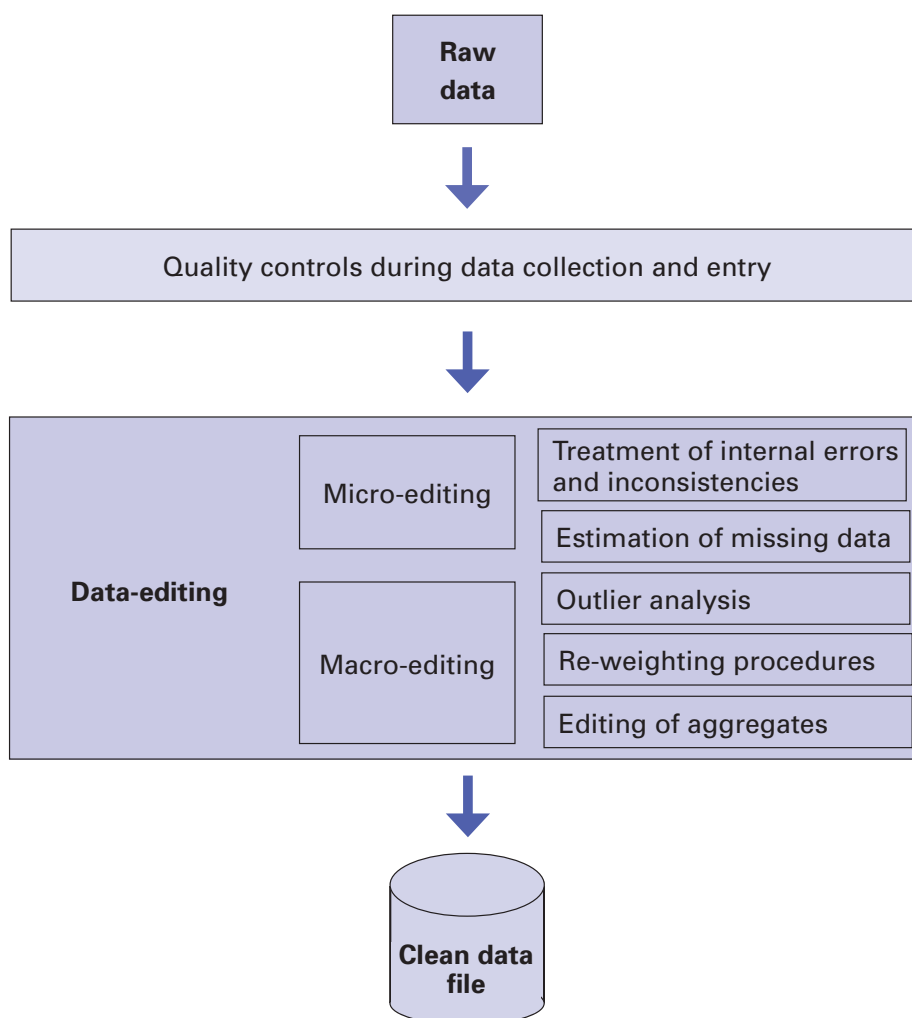 Raw
data
Quality controls during data collection and entry
Data-editing
Micro-editing
Treatment of internal errors
and inconsistencies
Estimation of missing data
Macro-editing
Outlier analysis
Re-weighting procedures
Editing of aggregates
Clean data
file